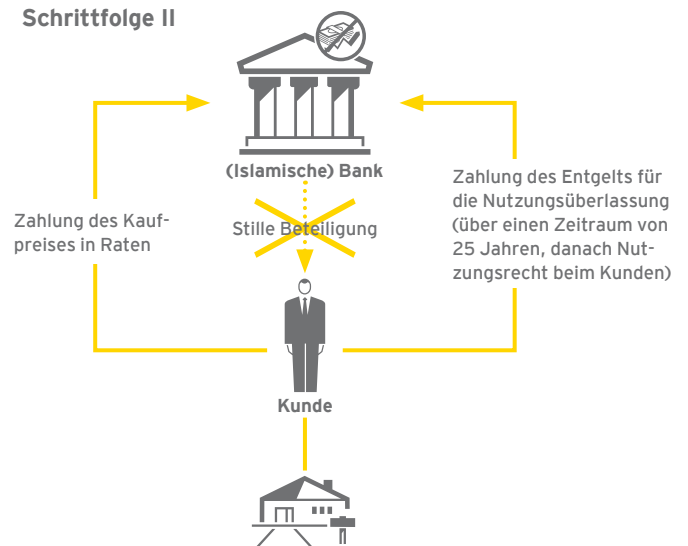 Schrittfolge II
(Islamische) Bank
Zahlung des Kauf-
preises in Raten
Stille Beteiligung
Zahlung des Entgelts für
die Nutzungsüberlassung
(über einen Zeitraum von
25 Jahren, danach Nut-
zungsrecht beim Kunden)
Kunde